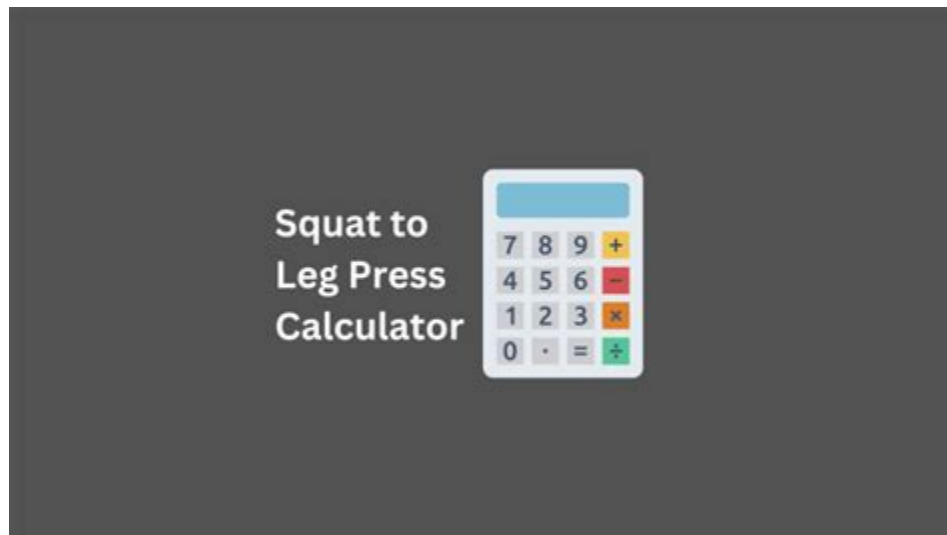 Squat to
Leg Press
Calculator
7 8 9 +
4 5 6 −
1 2 3 ×
0 · = ÷